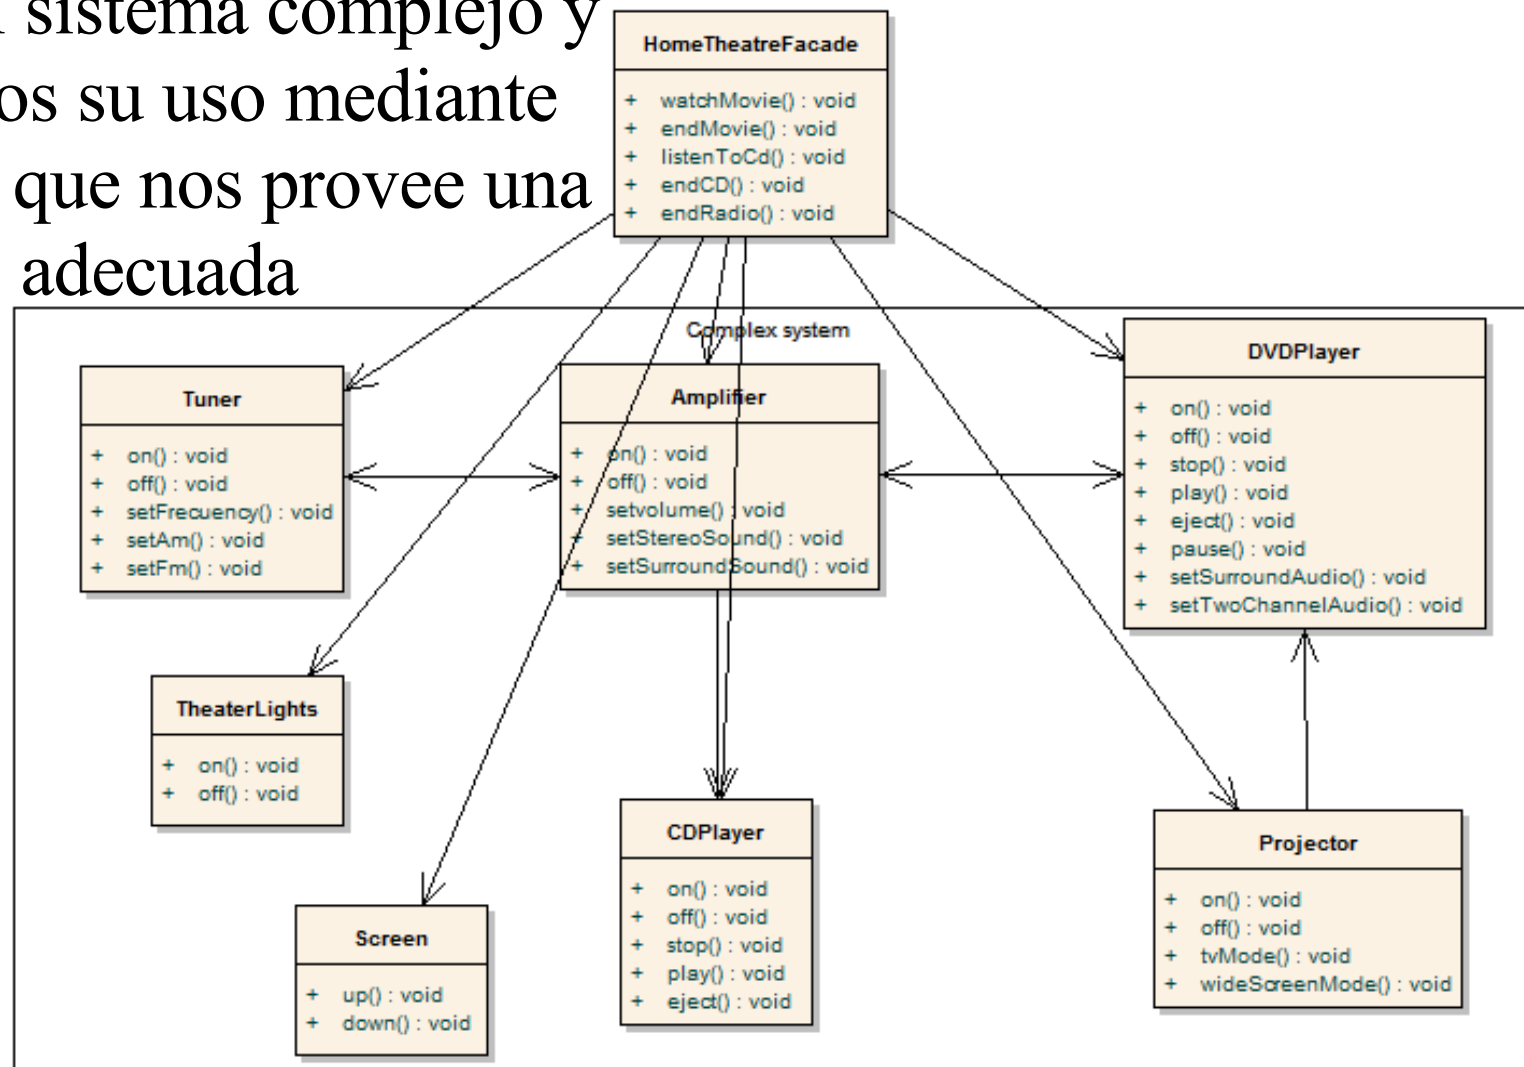 sistema complejo y
os su uso mediante
que nos provee una
adecuada
HomeTheatreFacade
+ watchMovie() : void
+ endMovie() : void
+ listenToCd() : void
+ endCD() : void
+ endRadio() : void
Complex system
Tuner
+ on() : void
+ off() : void
+ setFrecuency() : void
+ setAm() : void
+ setFm() : void
Amplifier
+ on() : void
+ off() : void
+ setvolume() : void
+ setStereoSound() : void
+ setSurroundSound() : void
DVDPlayer
+ on() : void
+ off() : void
+ stop() : void
+ play() : void
+ eject() : void
+ pause() : void
+ setSurroundAudio() : void
+ setTwoChannelAudio() : void
TheaterLights
+ on() : void
+ off() : void
Screen
+ up() : void
+ down() : void
CDPlayer
+ on() : void
+ off() : void
+ stop() : void
+ play() : void
+ eject() : void
Projector
+ on() : void
+ off() : void
+ tvMode() : void
+ wideScreenMode() : void